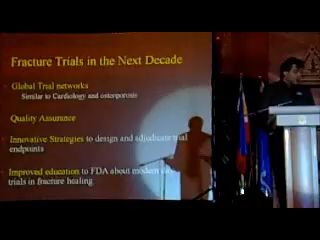 Fracture Trials in the Next Decade
Global Trial networks
Similar to Cardiology and osteoporosis
Quality Assurance
Innovative Strategies to design and adjudicate trial
endpoints
Improved education to FDA about modern
trials in fracture healing